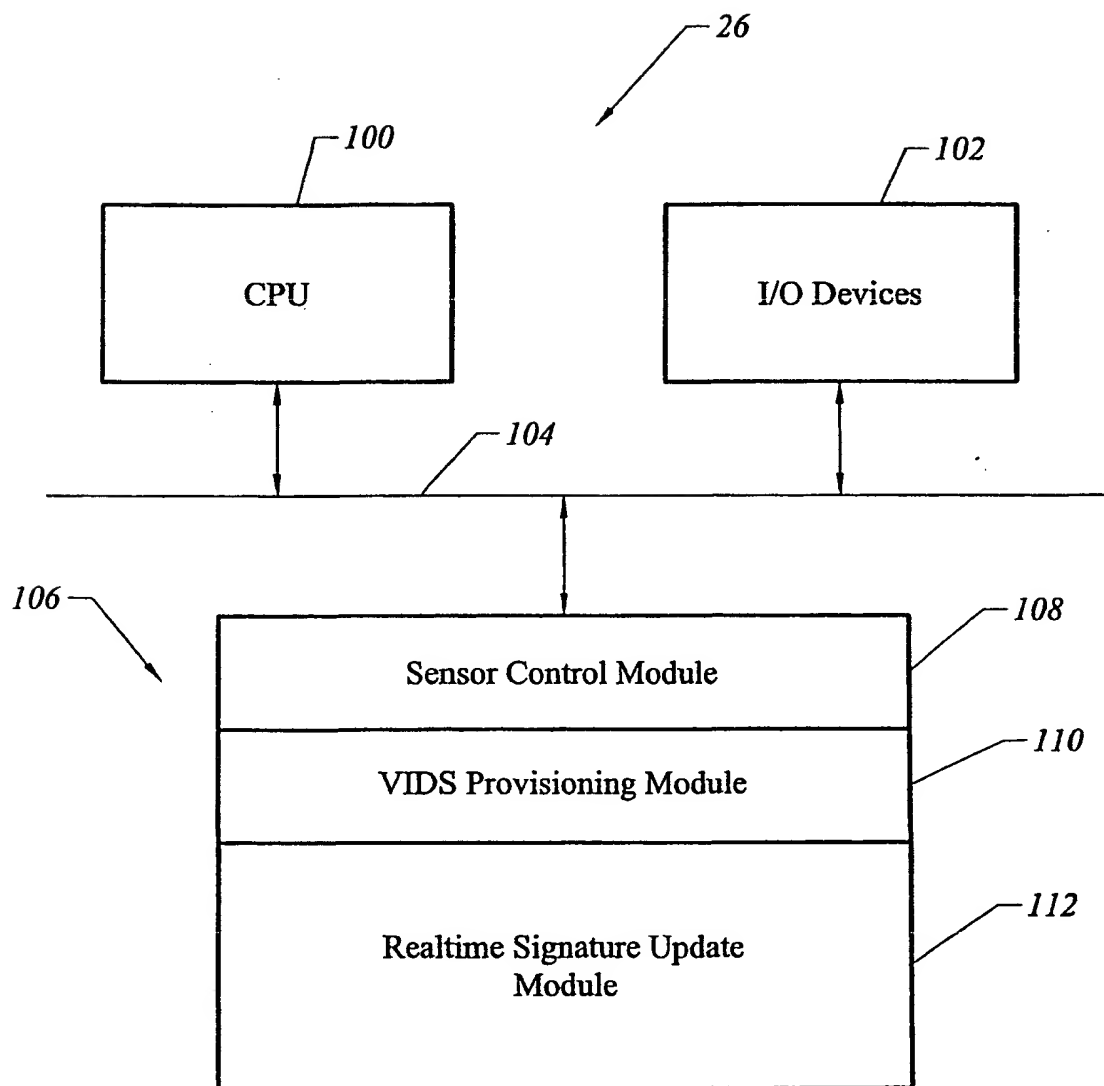 26
100
102
CPU
I/O Devices
104
106
108
Sensor Control Module
110
VIDS Provisioning Module
112
Realtime Signature Update
Module